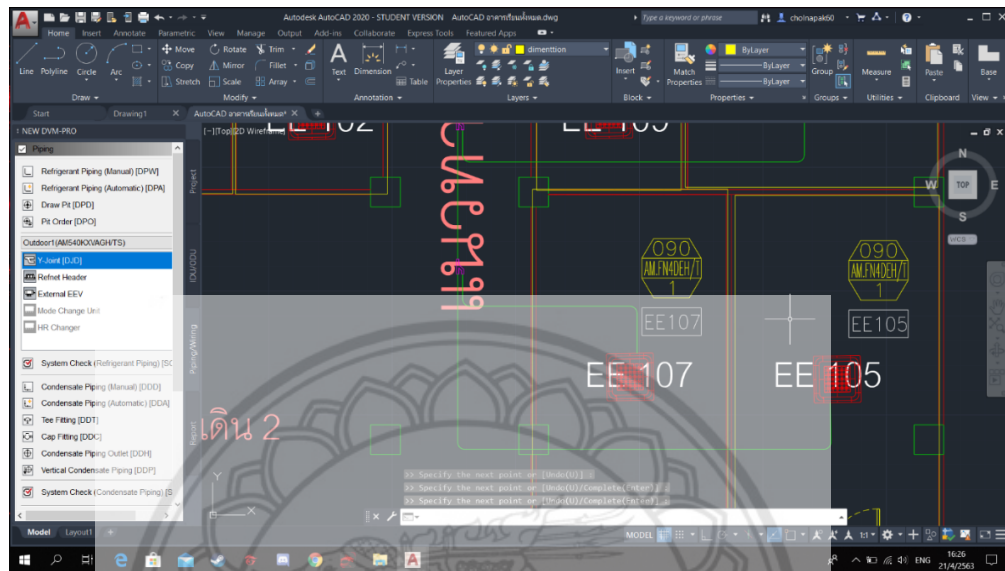 Autodesk AutoCAD 2020 - STUDENT VERSION AutoCAD อาคารเรียนทั้งหมด.dwg
Type a keyword or phrase
cholnapak60
Home Insert Annotate Parametric View Manage Output Add-ins Collaborate Express Tools Featured Apps
Line Polyline Circle Arc
Move Rotate Trim
Copy Mirror Fillet
Stretch Scale Array
Text Dimension Table
Layer Properties
dimenttion
Insert
Match Properties
ByLayer
ByLayer
ByLayer
Group Measure Paste Base
Draw Modify Annotation Layers Block Properties Groups Utilities Clipboard View
Start Drawing1 AutoCAD อาคารเรียนทั้งหมด*
NEW DVM-PRO
[-][Top][2D Wireframe]
Piping
Refrigerant Piping (Manual) [DPW]
Refrigerant Piping (Automatic) [DPA]
Draw Pit [DPD]
Pit Order [DPO]
Outdoor1(AM540KXVAGH/TS)
Y-Joint [DJD]
Refnet Header
External EEV
Mode Change Unit
HR Changer
System Check (Refrigerant Piping) [SC
Condensate Piping (Manual) [DDD]
Condensate Piping (Automatic) [DDA]
Tee Fitting [DDT]
Cap Fitting [DDC]
Condensate Piping Outlet [DDH]
Vertical Condensate Piping [DDP]
System Check (Condensate Piping) [S
Project
IDU/ODU
Piping/Wiring
Report
N
W TOP E
S
WCS
090
AM.FN4DEH/T
1
EE107
EE 107
090
AM.FN4DEH/T
1
EE105
EE 105
เดิน 2
Y
X
>> Specify the next point or [Undo(U)] :
>> Specify the next point or [Undo(U)/Complete(Enter)] :
>> Specify the next point or [Undo(U)/Complete(Enter)] :
Model Layout1
MODEL
1:1
ENG
16:26
21/4/2563